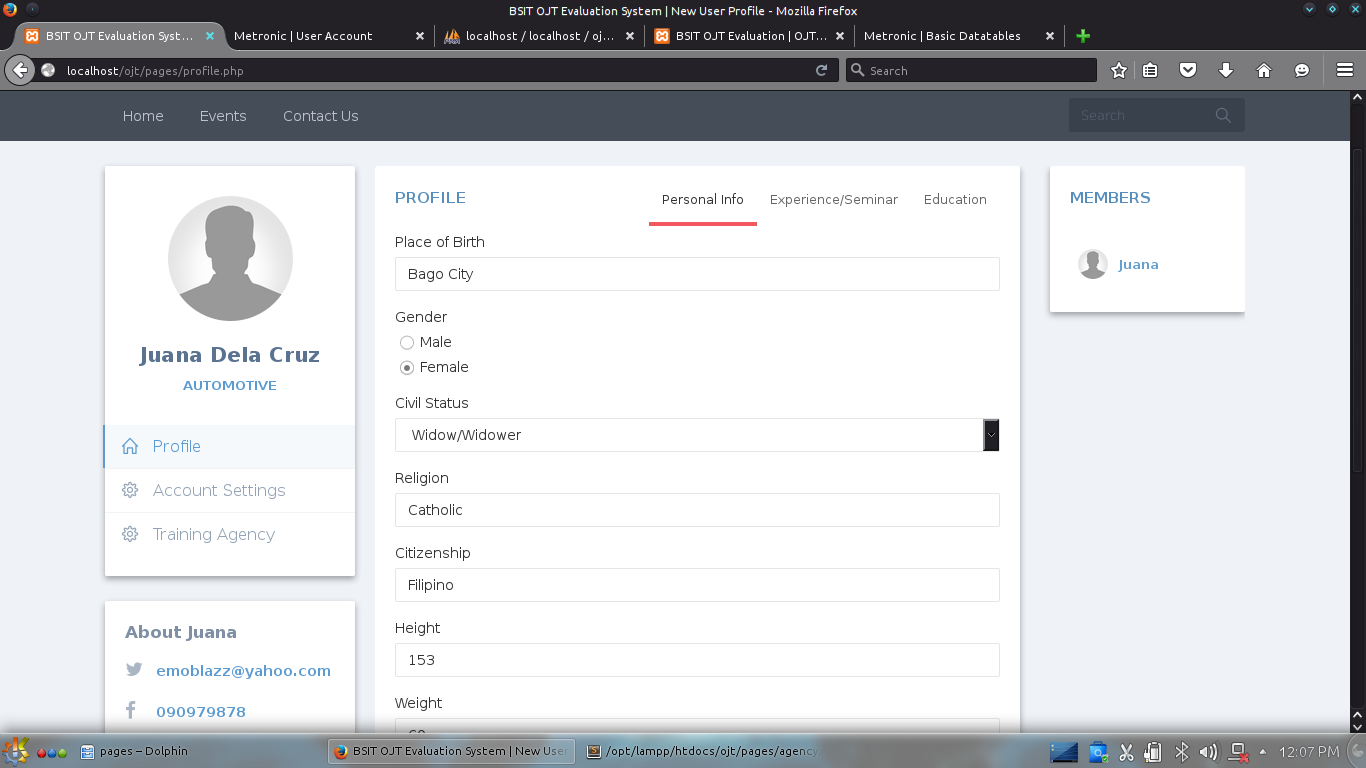 BSIT OJT Evaluation System | New User Profile - Mozilla Firefox
BSIT OJT Evaluation Syst...
Metronic | User Account
localhost / localhost / oj...
BSIT OJT Evaluation | OJT...
Metronic | Basic Datatables
localhost/ojt/pages/profile.php
Search
Home
Events
Contact Us
Search
Juana Dela Cruz
AUTOMOTIVE
Profile
Account Settings
Training Agency
About Juana
emoblazz@yahoo.com
090979878
PROFILE
Personal Info
Experience/Seminar
Education
Place of Birth
Bago City
Gender
Male
Female
Civil Status
Widow/Widower
Religion
Catholic
Citizenship
Filipino
Height
153
Weight
MEMBERS
Juana
pages – Dolphin
BSIT OJT Evaluation System | New Use
/opt/lampp/htdocs/ojt/pages/agency
12:07 PM